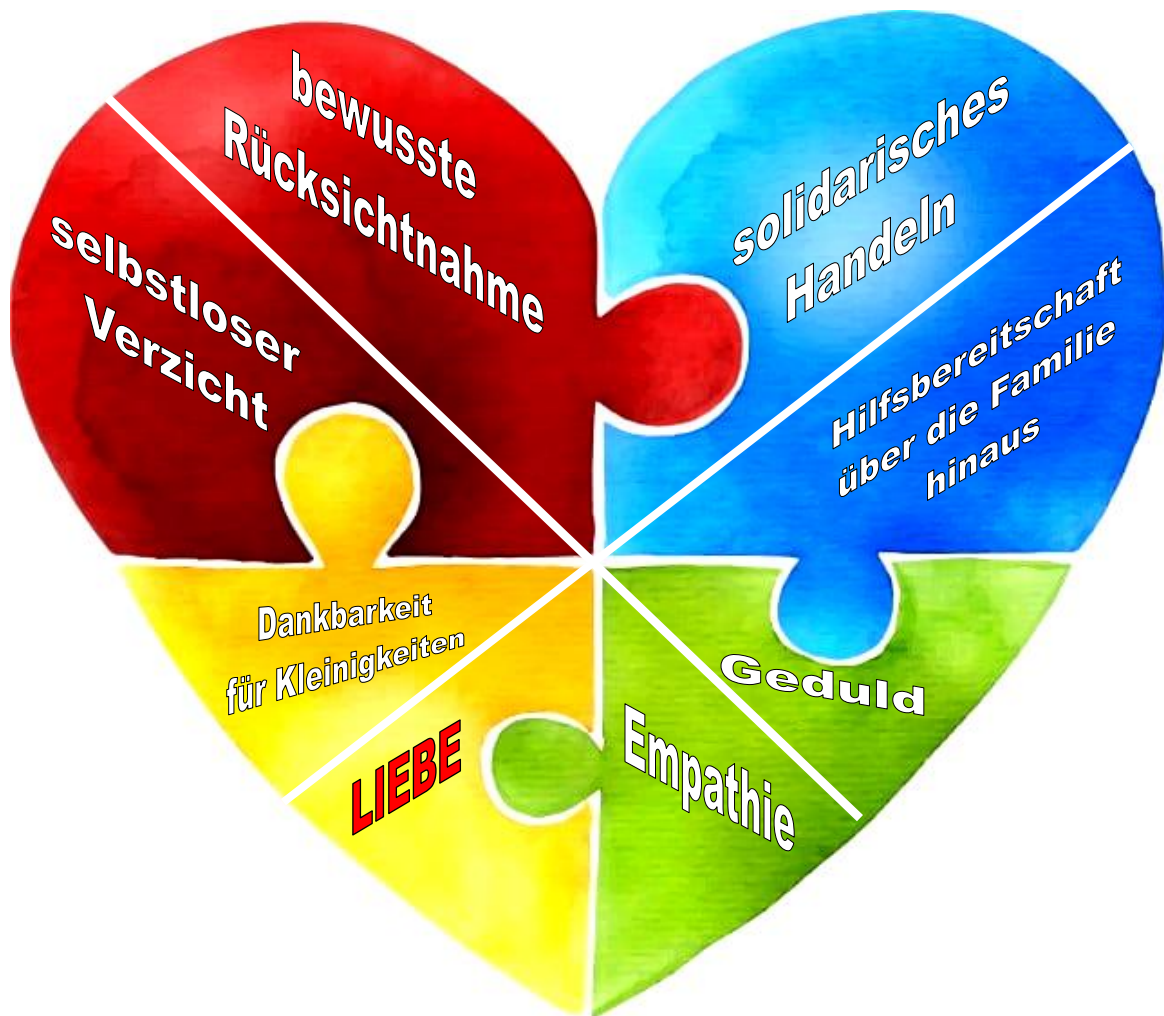 bewusste
Rücksichtnahme
solidarisches
Handeln
selbstloser
Verzicht
Hilfsbereitschaft
über die Familie
hinaus
Dankbarkeit
für Kleinigkeiten
Geduld
LIEBE
Empathie